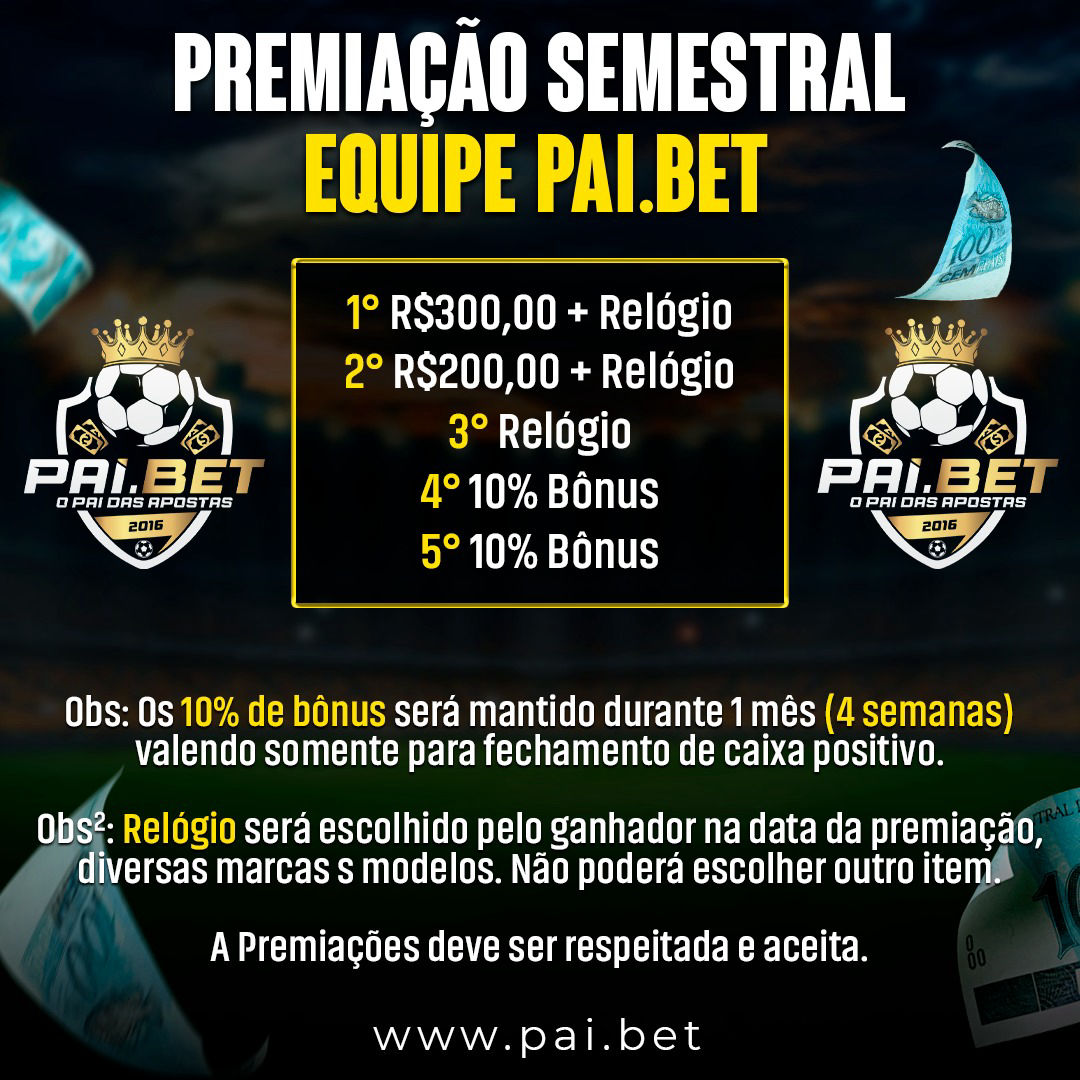 PREMIAÇÃO SEMESTRAL
EQUIPE PAI.BET
1° R$300,00 + Relógio
2° R$200,00 + Relógio
3° Relógio
4° 10% Bônus
5° 10% Bônus
PAI.BET
O PAI DAS APOSTAS
2016
PAI.BET
O PAI DAS APOSTAS
2016
100
CEM REAIS
Obs: Os 10% de bônus será mantido durante 1 mês (4 semanas)
valendo somente para fechamento de caixa positivo.
Obs²: Relógio será escolhido pelo ganhador na data da premiação,
diversas marcas s modelos. Não poderá escolher outro item.
A Premiações deve ser respeitada e aceita.
www.pai.bet